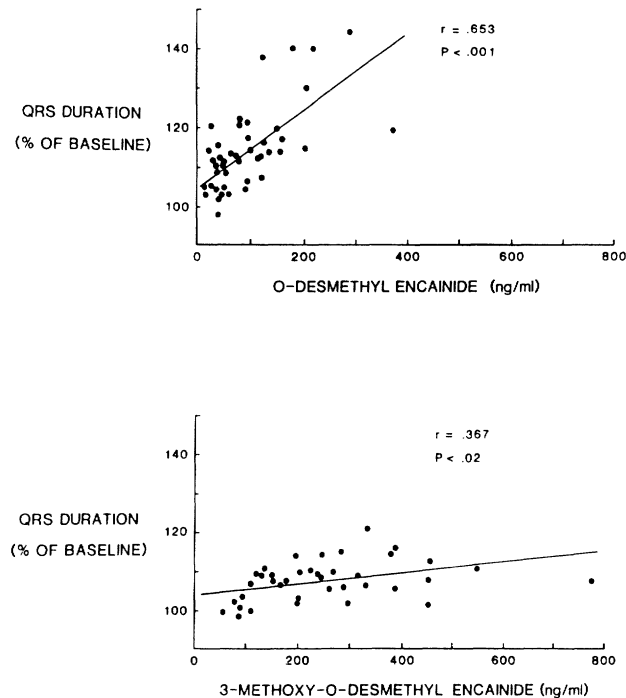 r = .653
P < .001
140
QRS DURATION
(% OF BASELINE)
120
100
0 200 400 600 800
O-DESMETHYL ENCAINIDE (ng/ml)
r = .367
P < .02
140
QRS DURATION
(% OF BASELINE)
120
100
0 200 400 600 800
3-METHOXY-O-DESMETHYL ENCAINIDE (ng/ml)